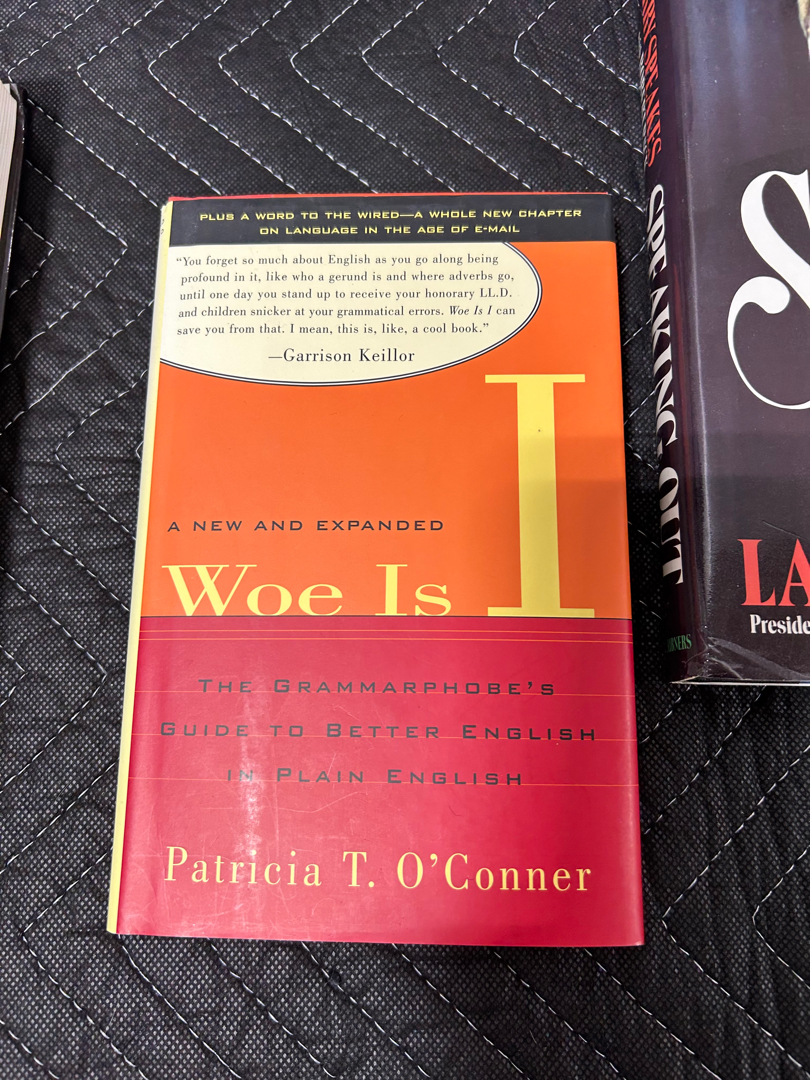 PLUS A WORD TO THE WIRED—A WHOLE NEW CHAPTER
ON LANGUAGE IN THE AGE OF E-MAIL
“You forget so much about English as you go along being
profound in it, like who a gerund is and where adverbs go,
until one day you stand up to receive your honorary LL.D.
and children snicker at your grammatical errors. Woe Is I can
save you from that. I mean, this is, like, a cool book.”
—Garrison Keillor
A NEW AND EXPANDED
Woe Is I
The Grammarphobe’s
Guide to Better English
in Plain English
Patricia T. O’Conner
SPEAKES
SPEAKING OUT
S
LA
Preside